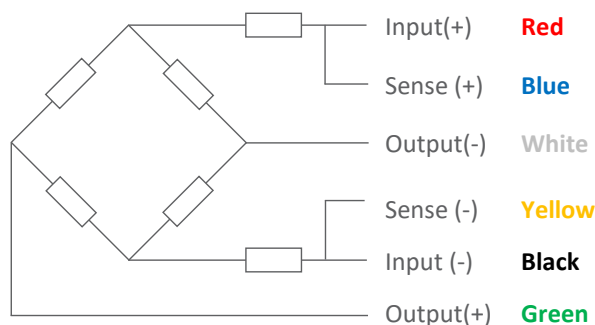 Input(+) Red
Sense (+) Blue
Output(-) White
Sense (-) Yellow
Input (-) Black
Output(+) Green